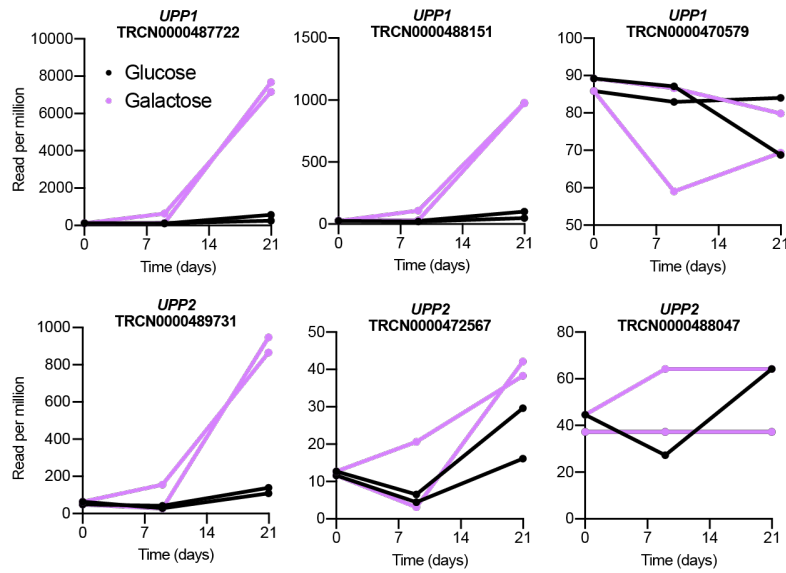 UPP1
TRCN0000487722
Read per million
10000
8000
6000
4000
2000
0
Glucose
Galactose
0 7 14 21
Time (days)
UPP1
TRCN0000488151
1500
1000
500
0
0 7 14 21
Time (days)
UPP1
TRCN0000470579
100
90
80
70
60
50
0 7 14 21
Time (days)
UPP2
TRCN0000489731
Read per million
1000
800
600
400
200
0
0 7 14 21
Time (days)
UPP2
TRCN0000472567
50
40
30
20
10
0
0 7 14 21
Time (days)
UPP2
TRCN0000488047
80
60
40
20
0
0 7 14 21
Time (days)